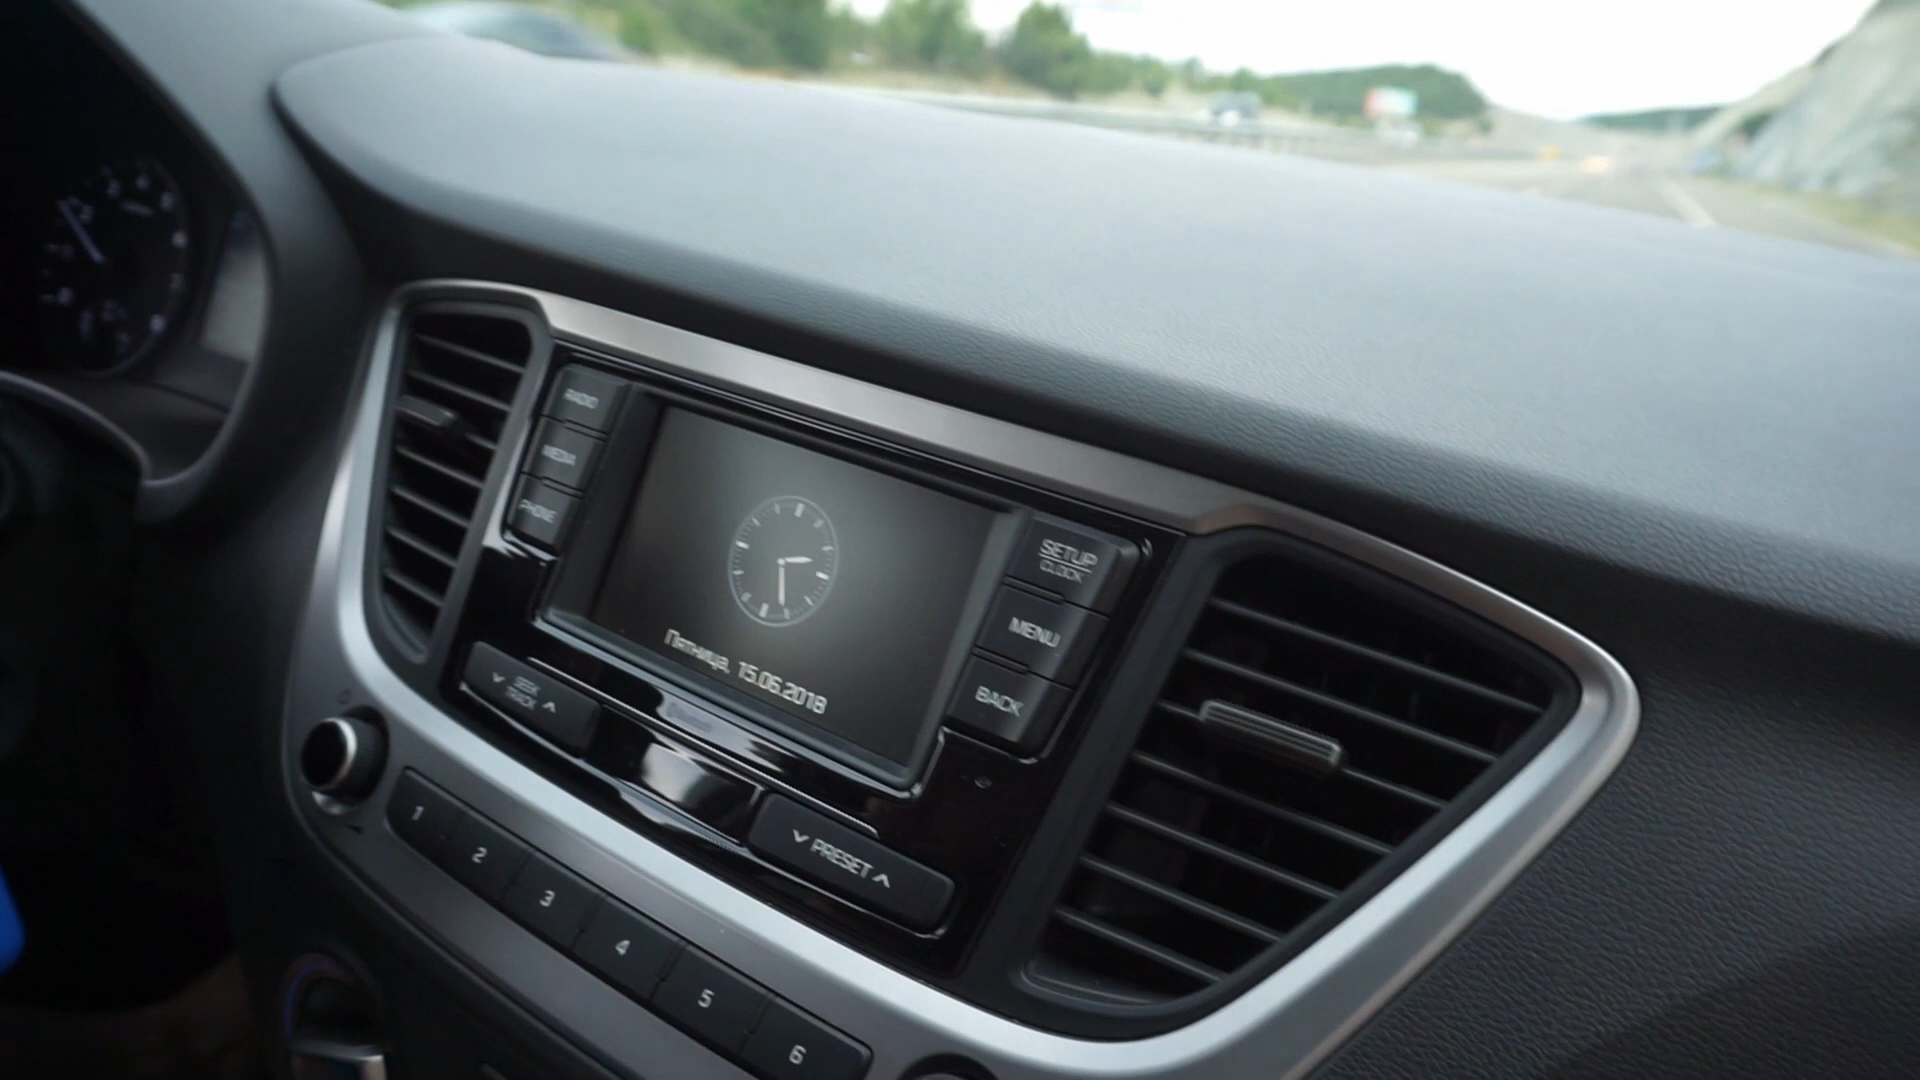 RADIO
MEDIA
PHONE
SETUP
CLOCK
MENU
BACK
Пятница, 15.06.2018
SEEK
TRACK
PRESET
1
2
3
4
5
6